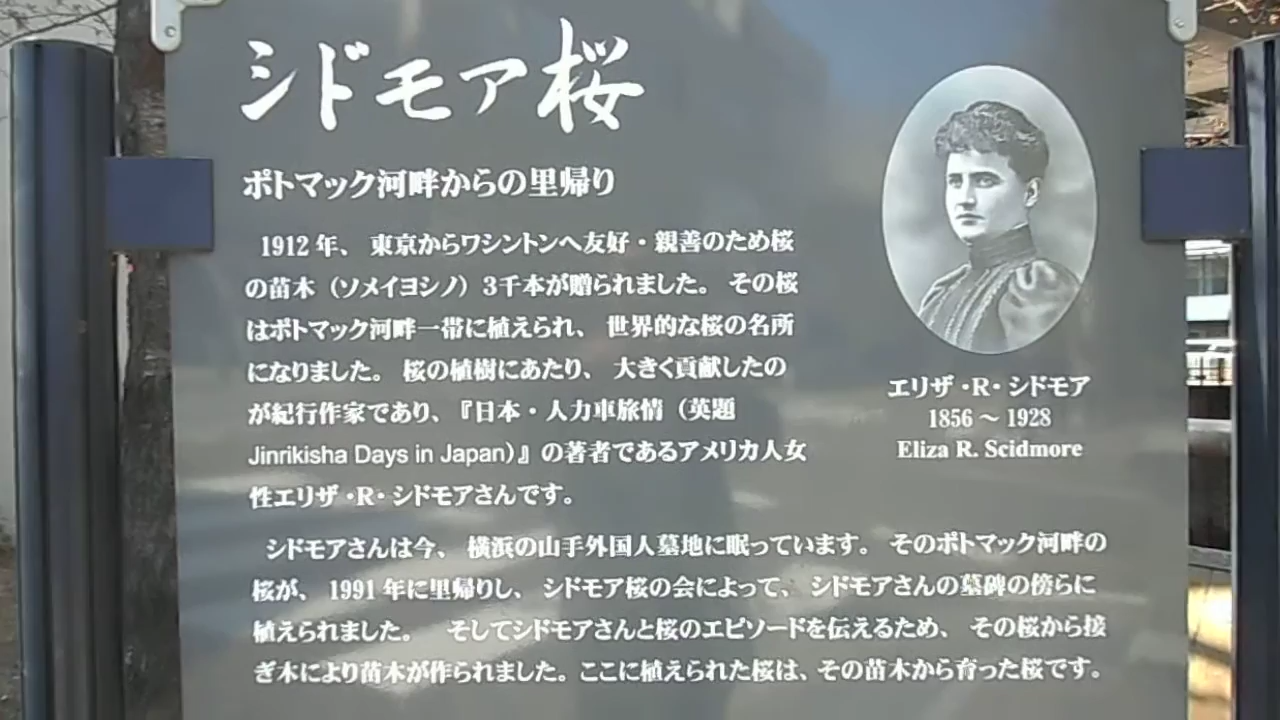 シドモア桜
ポトマック河畔からの里帰り
1912年、東京からワシントンへ友好・親善のため桜
の苗木（ソメイヨシノ）3千本が贈られました。その桜
はポトマック河畔一帯に植えられ、世界的な桜の名所
になりました。桜の植樹にあたり、大きく貢献したの
が紀行作家であり、『日本・人力車旅情（英題
Jinrikisha Days in Japan）』の著者であるアメリカ人女
性エリザ・R・シドモアさんです。
エリザ・R・シドモア
1856～1928
Eliza R. Scidmore
シドモアさんは今、横浜の山手外国人墓地に眠っています。そのポトマック河畔の
桜が、1991年に里帰りし、シドモア桜の会によって、シドモアさんの墓碑の傍らに
植えられました。 そしてシドモアさんと桜のエピソードを伝えるため、その桜から接
ぎ木により苗木が作られました。ここに植えられた桜は、その苗木から育った桜です。